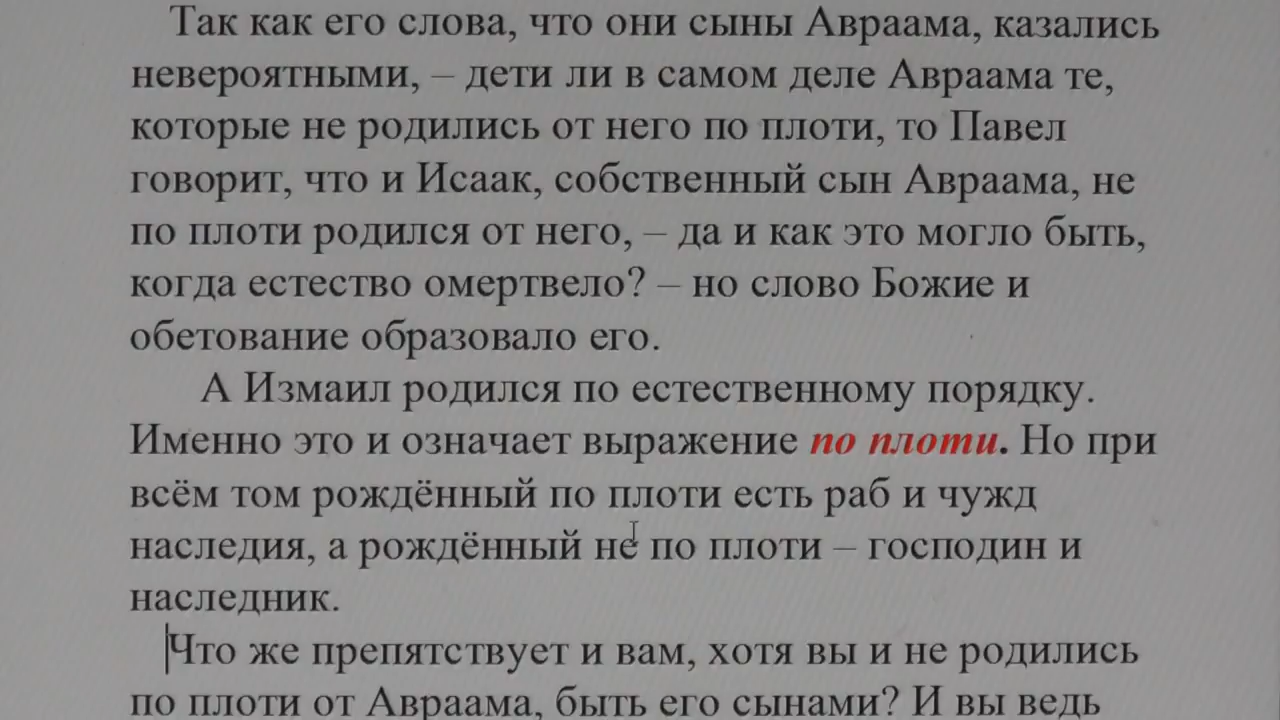 Так как его слова, что они сыны Авраама, казались
невероятными, – дети ли в самом деле Авраама те,
которые не родились от него по плоти, то Павел
говорит, что и Исаак, собственный сын Авраама, не
по плоти родился от него, – да и как это могло быть,
когда естество омертвело? – но слово Божие и
обетование образовало его.
А Измаил родился по естественному порядку.
Именно это и означает выражение по плоти. Но при
всём том рождённый по плоти есть раб и чужд
наследия, а рождённый не по плоти – господин и
наследник.
Что же препятствует и вам, хотя вы и не родились
по плоти от Авраама, быть его сынами? И вы ведь